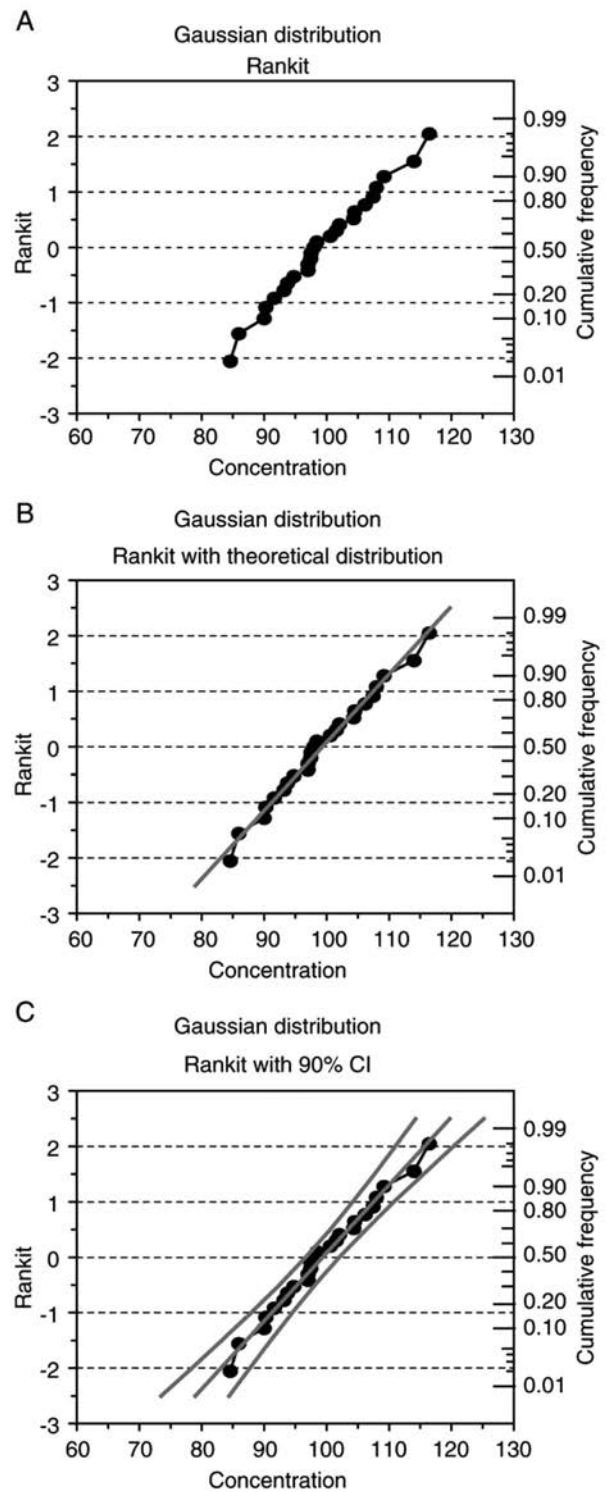 A
Gaussian distribution
Rankit
3
2
1
0
-1
-2
-3
Rankit
0.99
0.90
0.80
0.50
0.20
0.10
0.01
Cumulative frequency
60 70 80 90 100 110 120 130
Concentration
B
Gaussian distribution
Rankit with theoretical distribution
3
2
1
0
-1
-2
-3
Rankit
0.99
0.90
0.80
0.50
0.20
0.10
0.01
Cumulative frequency
60 70 80 90 100 110 120 130
Concentration
C
Gaussian distribution
Rankit with 90% CI
3
2
1
0
-1
-2
-3
Rankit
0.99
0.90
0.80
0.50
0.20
0.10
0.01
Cumulative frequency
60 70 80 90 100 110 120 130
Concentration